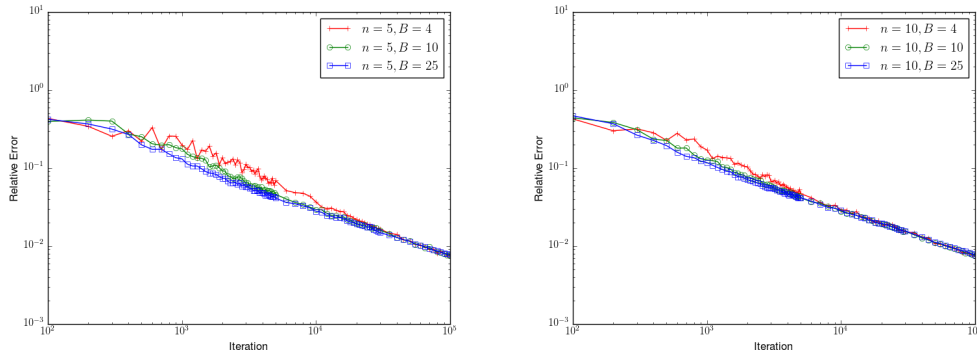 10^1
10^0
10^-1
10^-2
10^-3
Relative Error
10^2
10^3
10^4
10^5
Iteration
n = 5, B = 4
n = 5, B = 10
n = 5, B = 25
10^1
10^0
10^-1
10^-2
10^-3
Relative Error
10^2
10^3
10^4
10^5
Iteration
n = 10, B = 4
n = 10, B = 10
n = 10, B = 25